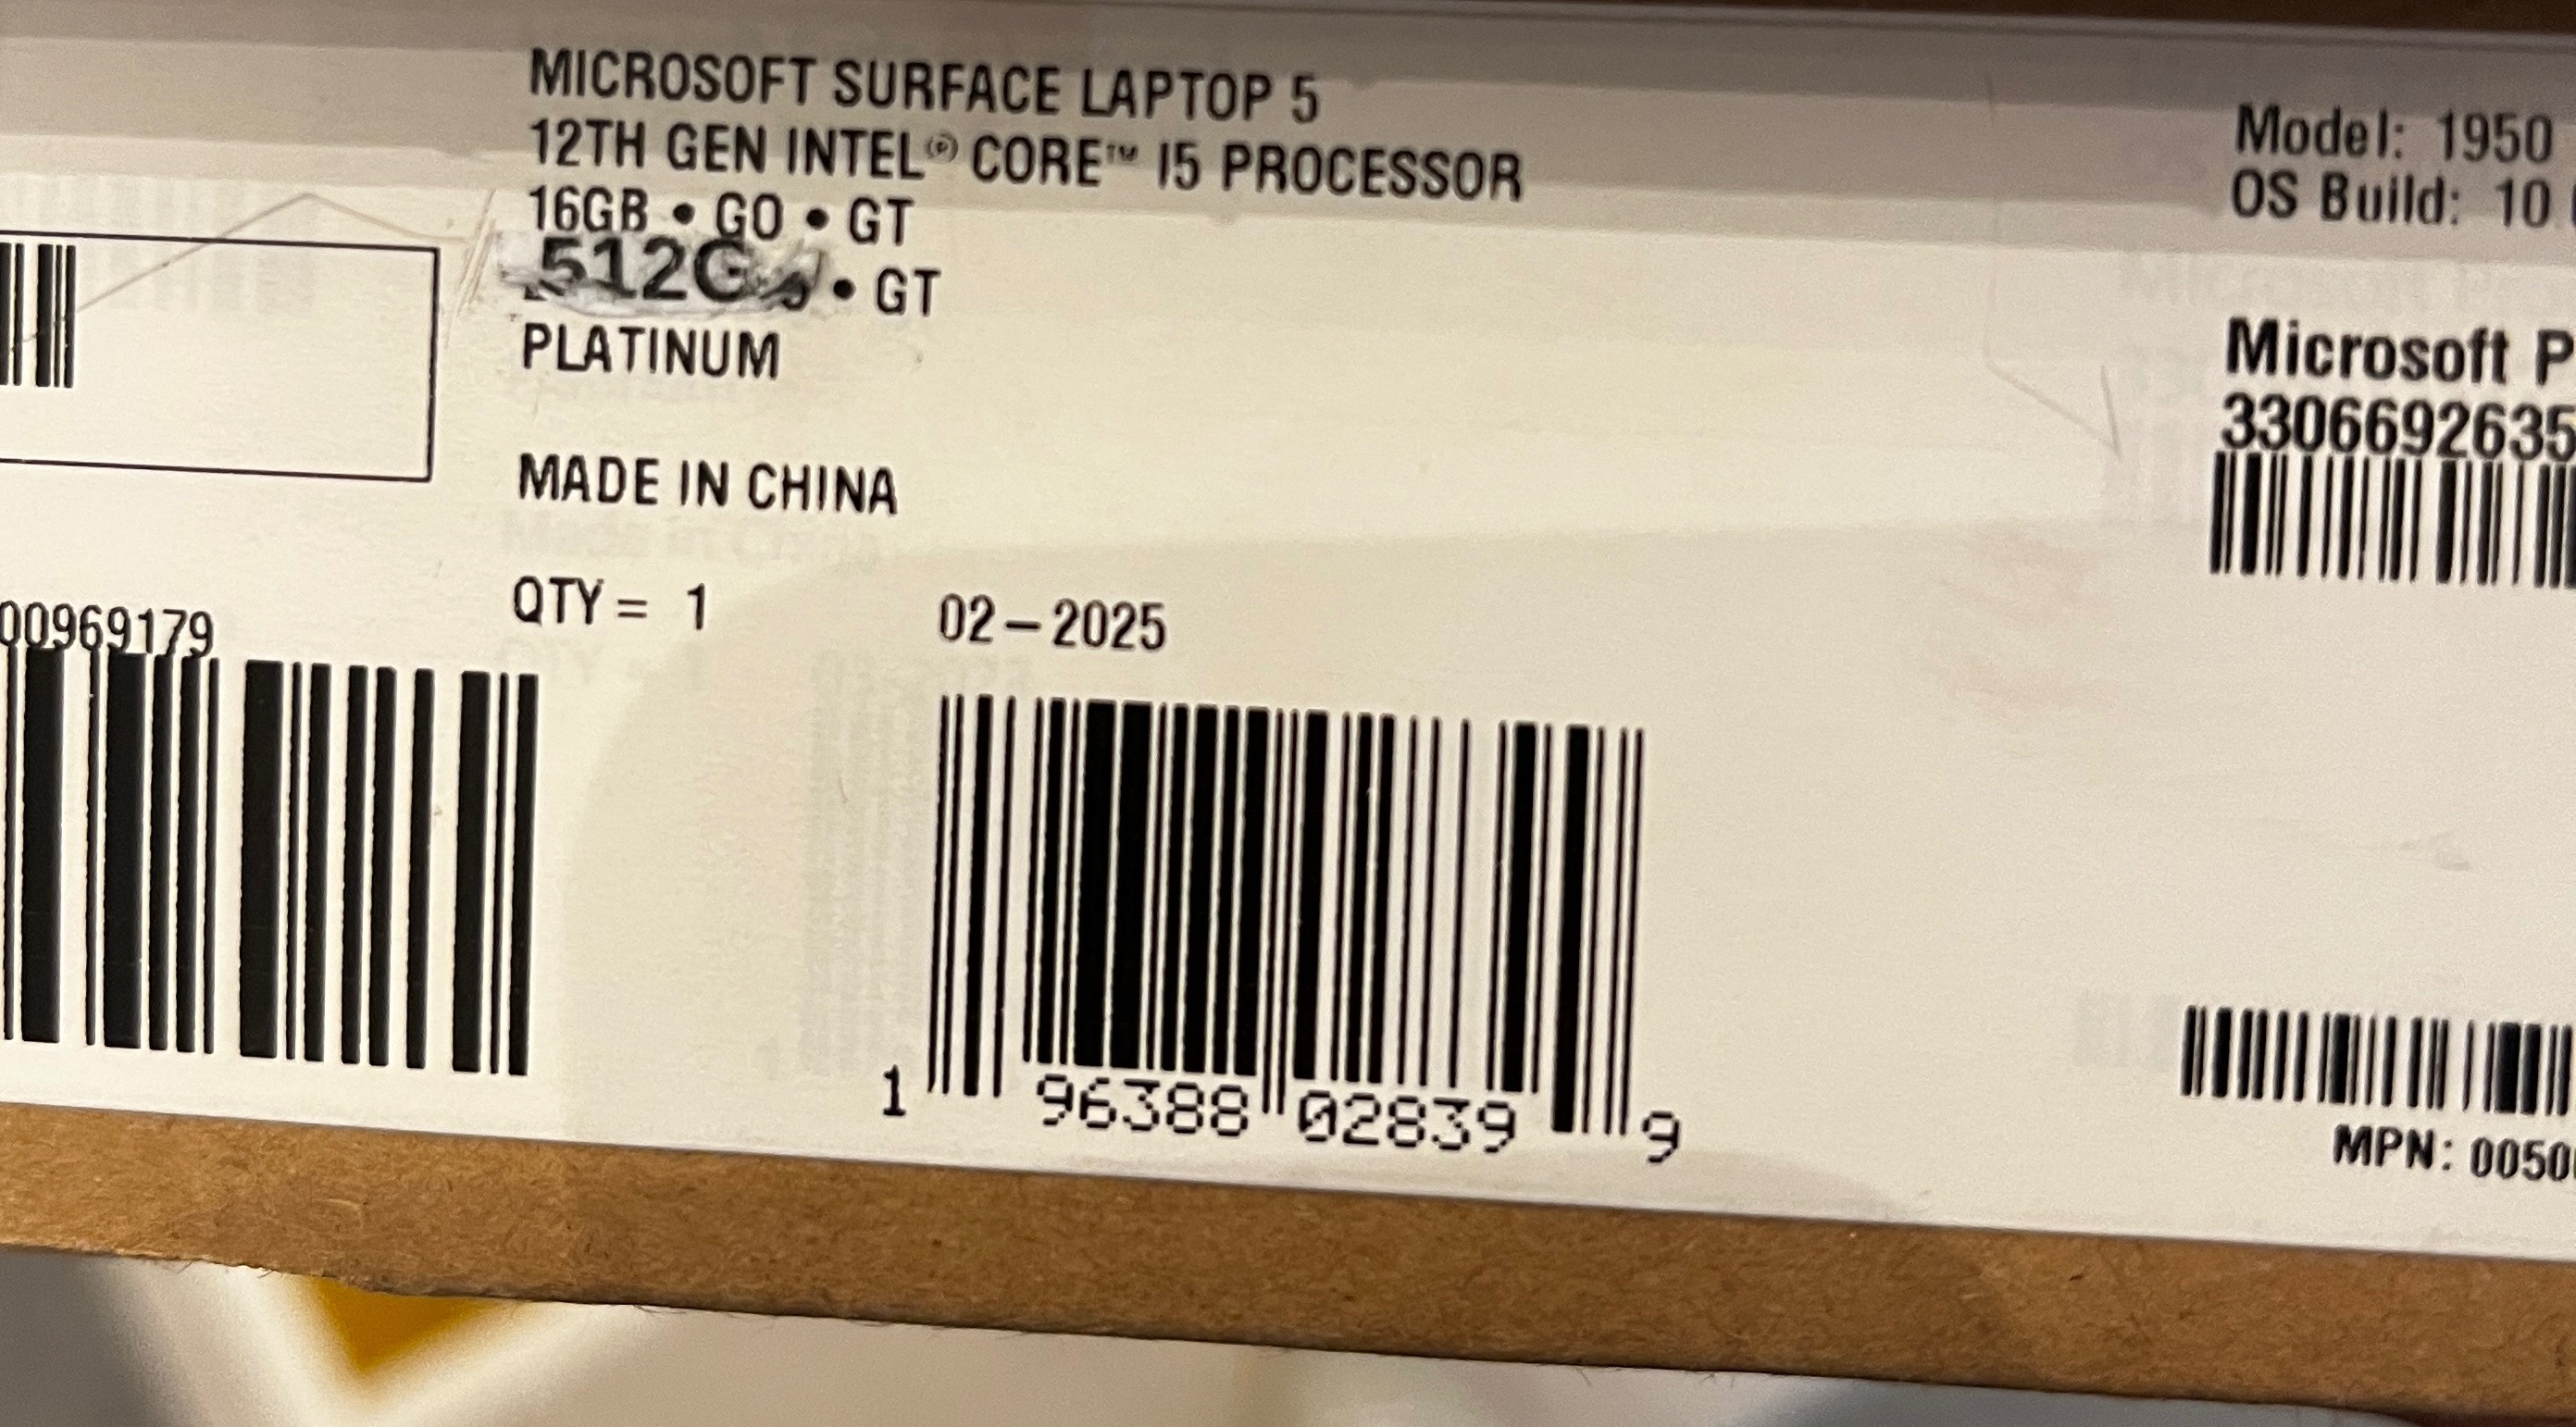 MICROSOFT SURFACE LAPTOP 5
12TH GEN INTEL® CORE™ I5 PROCESSOR
16GB • GO • GT
512G • GT
PLATINUM
MADE IN CHINA
QTY = 1
02-2025
00969179
1 96388 02839 9
Model: 1950
OS Build: 10
Microsoft P
3306692635
MPN: 0050